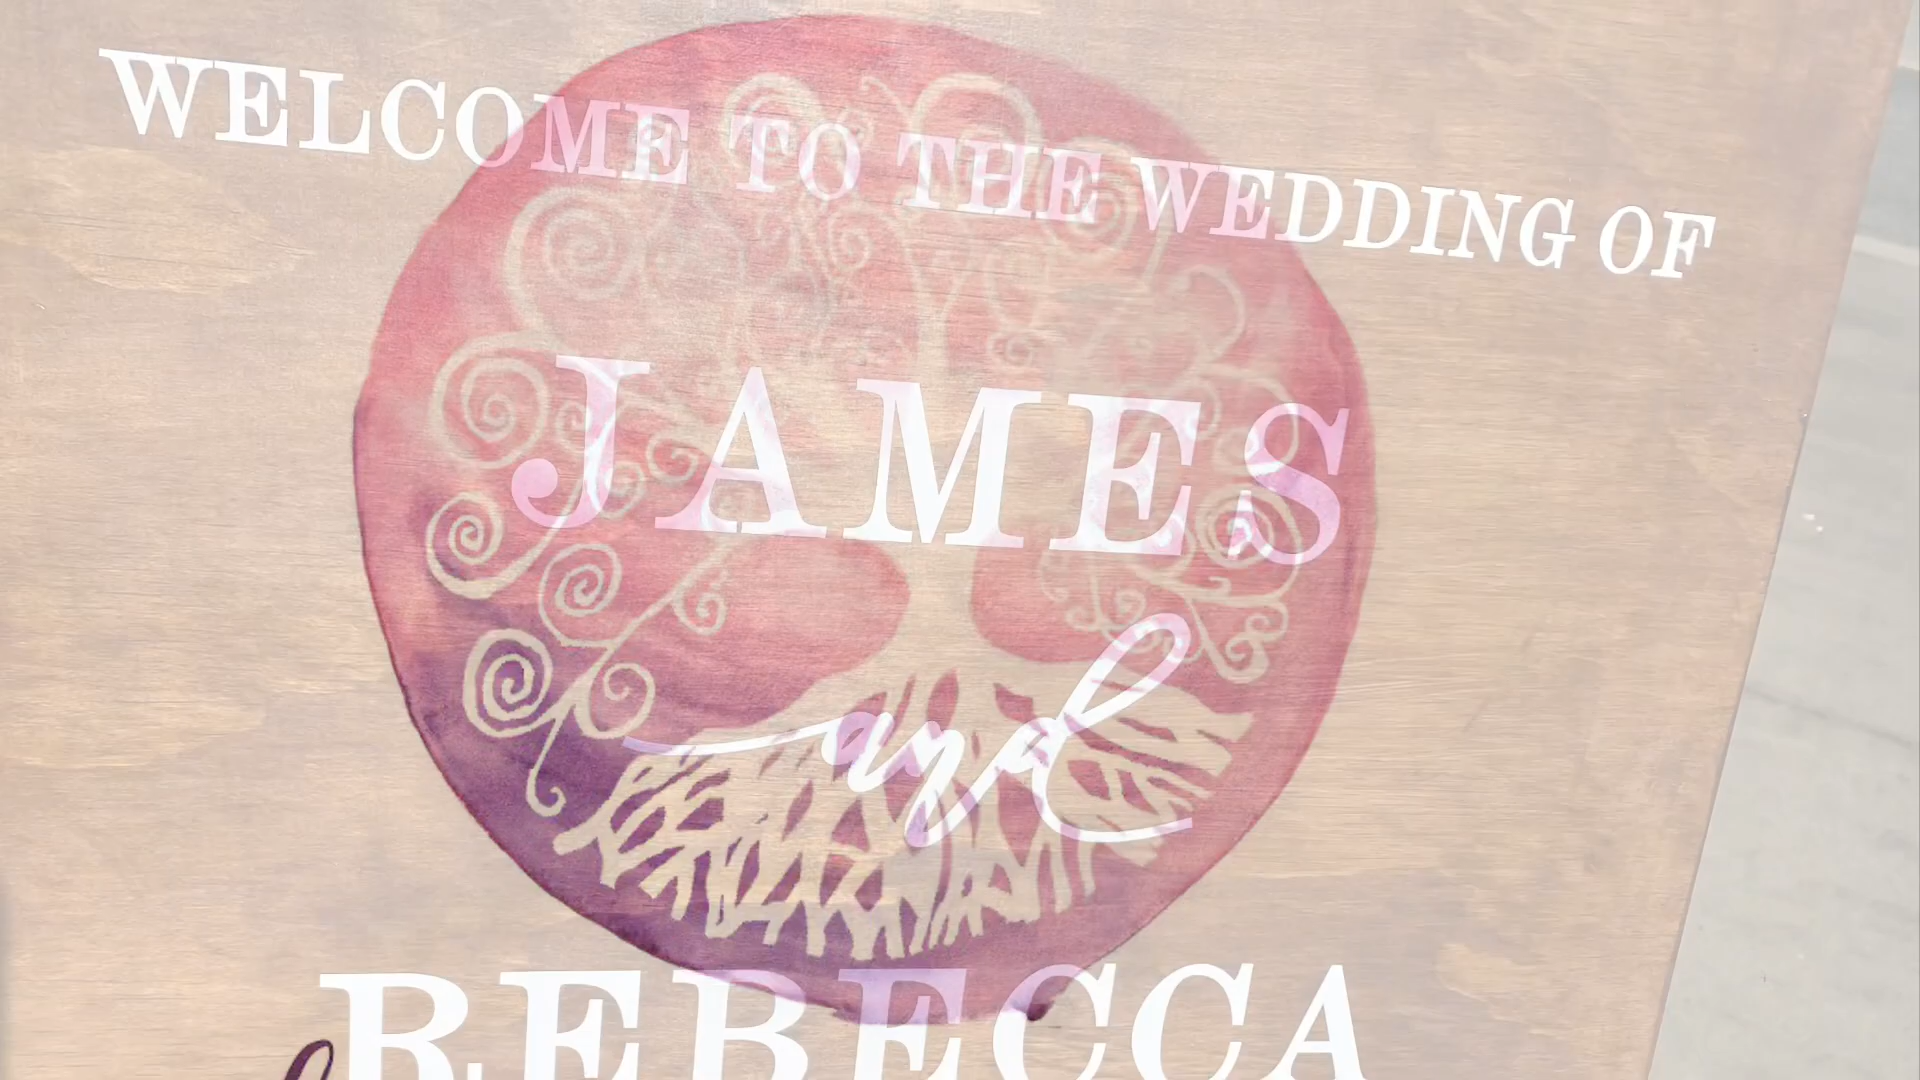 WELCOME TO THE WEDDING OF
JAMES
and
REBECCA